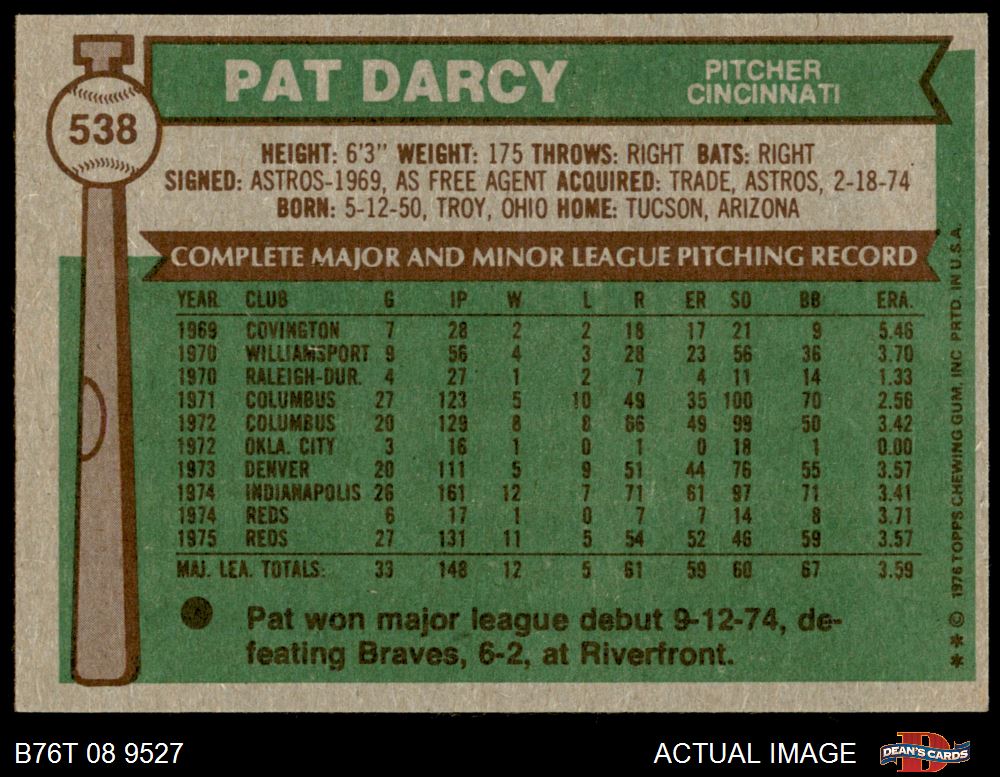 PAT DARCY
PITCHER
CINCINNATI
538
HEIGHT: 6'3" WEIGHT: 175 THROWS: RIGHT BATS: RIGHT
SIGNED: ASTROS-1969, AS FREE AGENT ACQUIRED: TRADE, ASTROS, 2-18-74
BORN: 5-12-50, TROY, OHIO HOME: TUCSON, ARIZONA
COMPLETE MAJOR AND MINOR LEAGUE PITCHING RECORD
YEAR CLUB G IP W L R ER SO BB ERA.
1969 COVINGTON 7 28 2 2 18 17 21 9 5.46
1970 WILLIAMSPORT 9 56 4 3 28 23 56 36 3.70
1970 RALEIGH-DUR. 4 27 1 2 7 4 11 14 1.33
1971 COLUMBUS 27 123 5 10 49 35 100 70 2.56
1972 COLUMBUS 20 129 8 8 66 49 99 50 3.42
1972 OKLA. CITY 3 16 1 0 1 0 18 1 0.00
1973 DENVER 20 111 5 9 51 44 76 55 3.57
1974 INDIANAPOLIS 26 161 12 7 71 61 97 71 3.41
1974 REDS 6 17 1 0 7 7 14 8 3.71
1975 REDS 27 131 11 5 54 52 46 59 3.57
MAJ. LEA. TOTALS: 33 148 12 5 61 59 60 67 3.59
Pat won major league debut 9-12-74, de-
feating Braves, 6-2, at Riverfront.
** © 1976 TOPPS CHEWING GUM, INC PRTD. IN U.S.A.
B76T 08 9527
ACTUAL IMAGE
DEAN'S CARDS